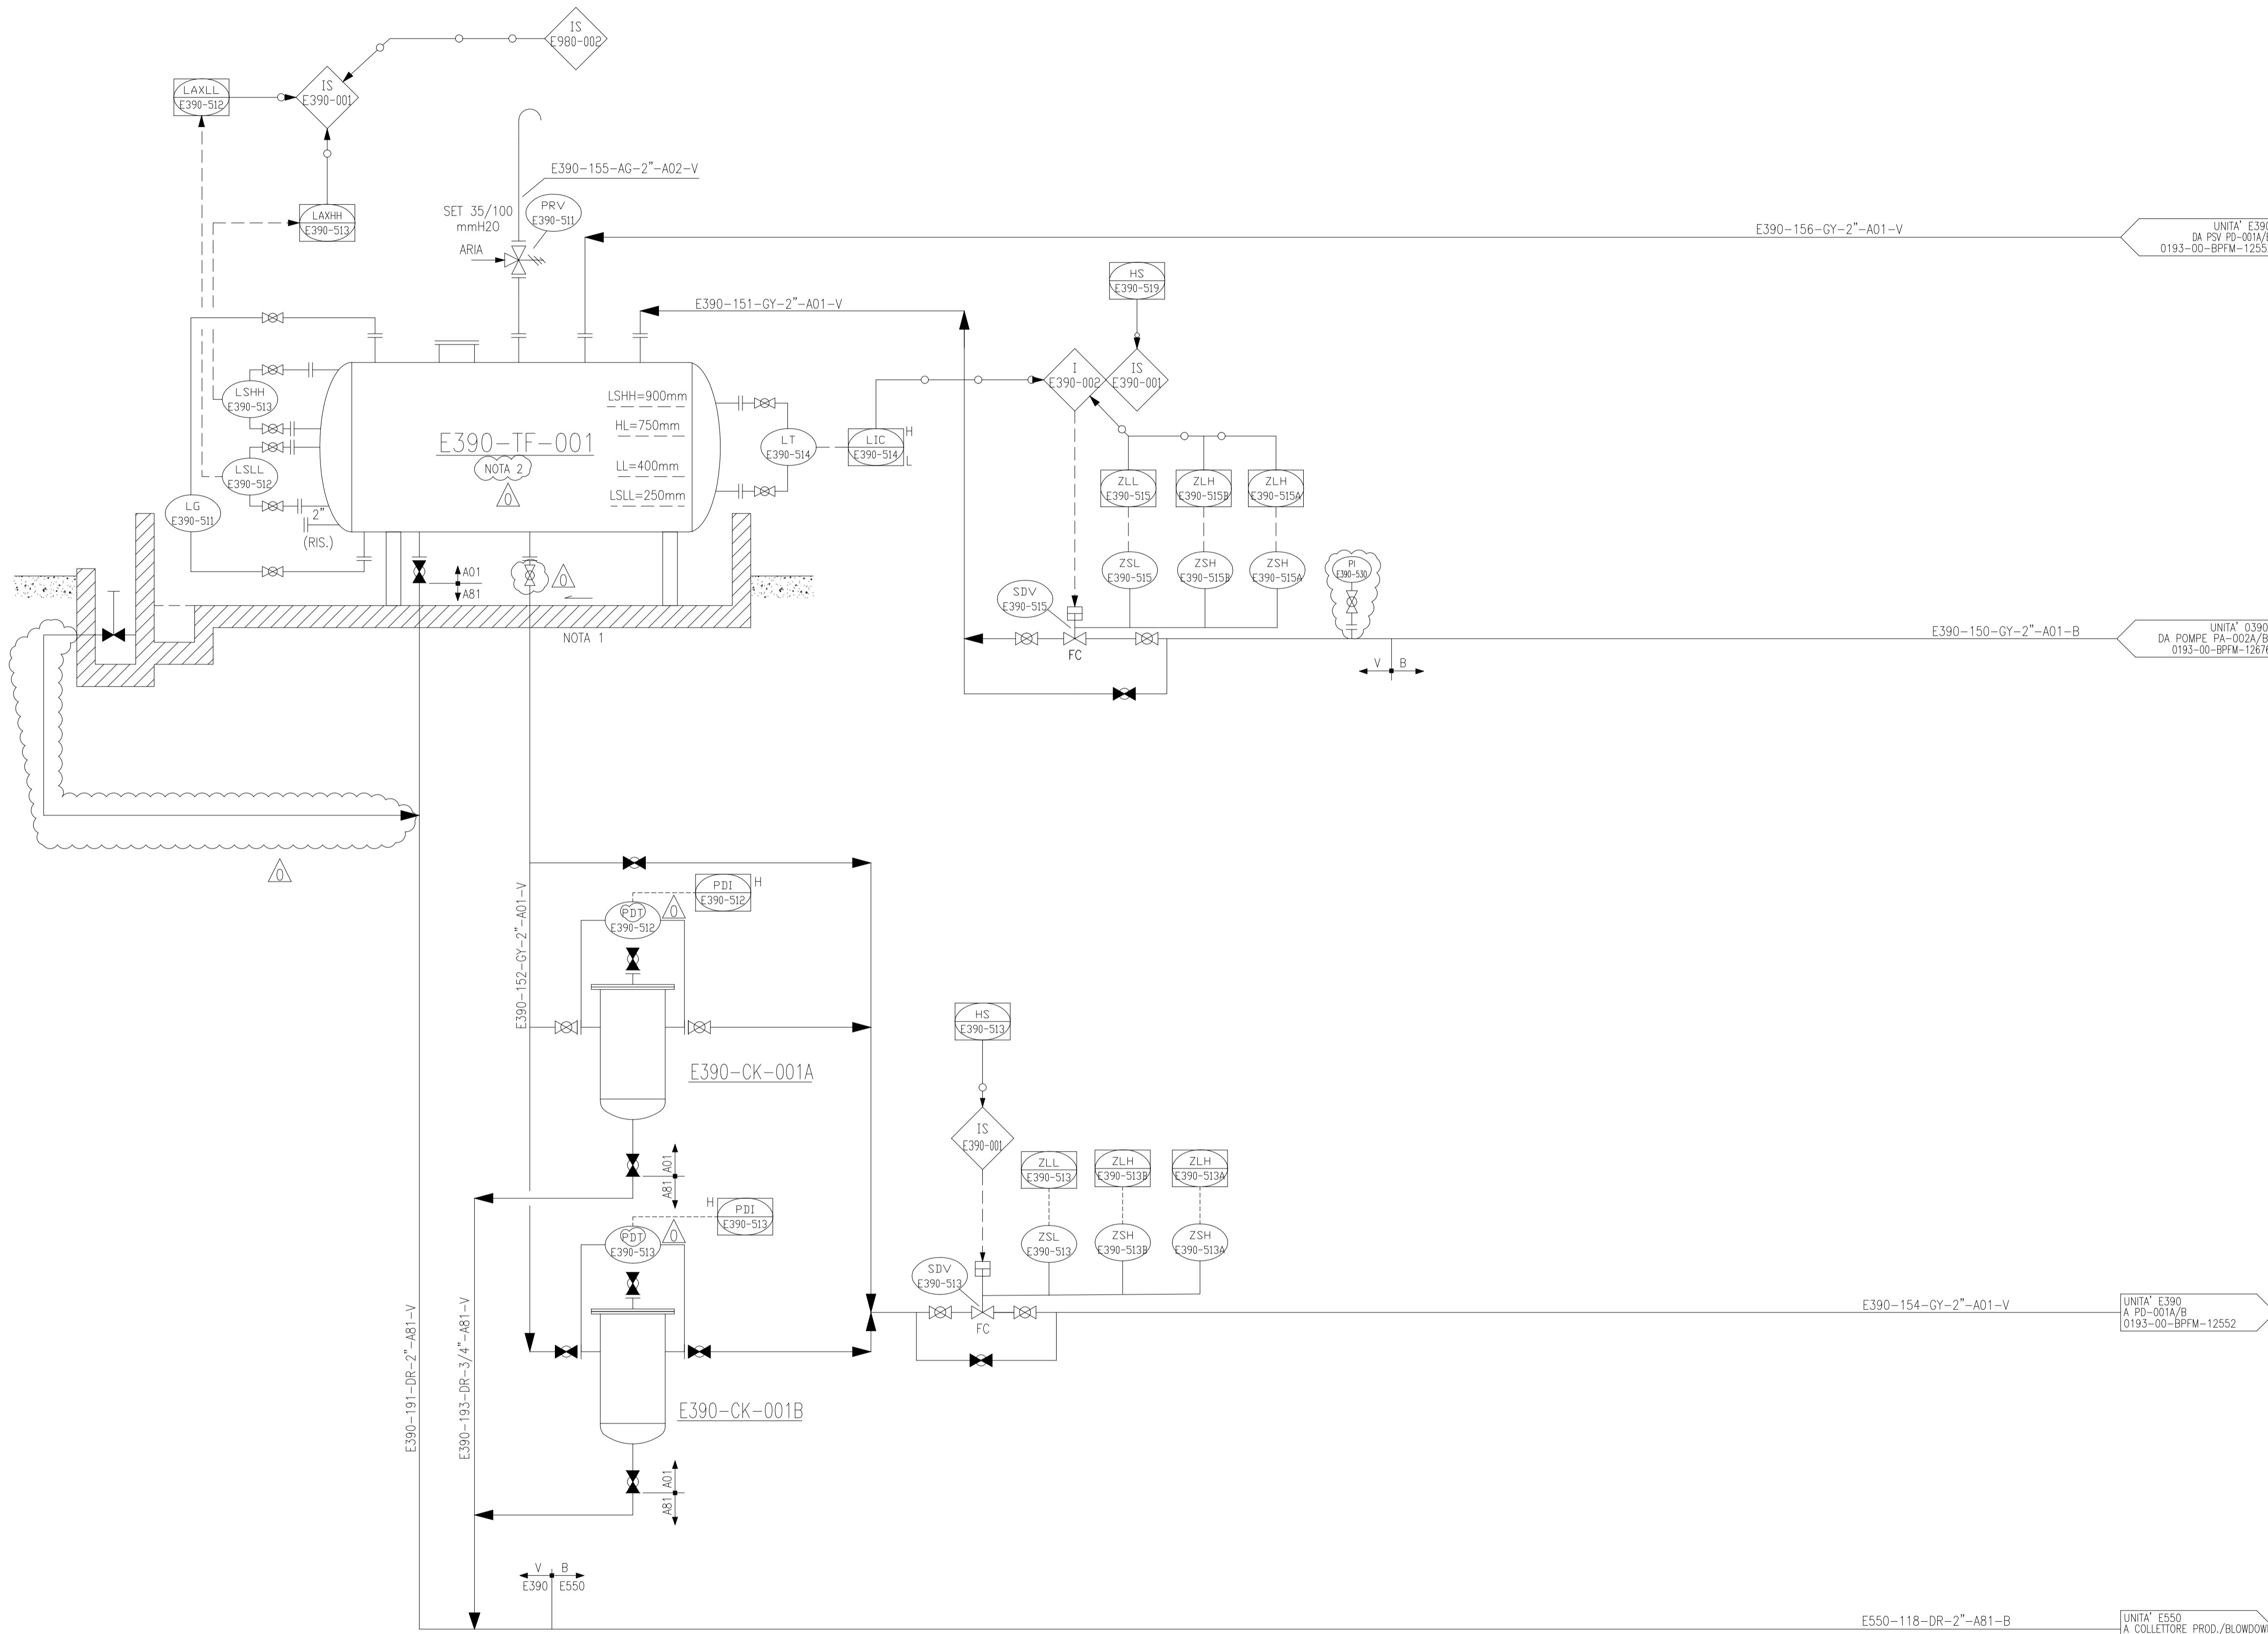 IS
E980-002
IS
E390-001
LAXLL
E390-512
LAXHH
E390-513
E390-155-AG-2"-A02-V
SET 35/100
mmH2O
PRV
E390-511
ARIA
E390-156-GY-2"-A01-V
UNITA' E390
DA PSV PD-001A/B
E390-151-GY-2"-A01-V
HS
E390-519
I
E390-002
IS
E390-001
LSHH
E390-513
LSHH=900mm
HL=750mm
E390-TF-001
NOTA 2
0
LL=400mm
LSLL=250mm
LT
E390-514
LIC
E390-514
H
L
LSLL
E390-512
LG
E390-511
2"
(RIS.)
ZLL
E390-515
ZLH
E390-515B
ZLH
E390-515A
ZSL
E390-515
ZSH
E390-515B
ZSH
E390-515A
PI
E390-530
A01
A81
0
SDV
E390-515
FC
NOTA 1
E390-150-GY-2"-A01-B
UNITA' 0390
DA POMPE PA-002A/B
0193-00-BPFM-12676
V
B
0
E390-152-GY-2"-A01-V
PDI
E390-512
H
PDT
E390-512
0
E390-CK-001A
A01
A81
HS
E390-513
IS
E390-001
ZLL
E390-513
ZLH
E390-513B
ZLH
E390-513A
H
PDI
E390-513
PDT
E390-513
0
ZSL
E390-513
ZSH
E390-513B
ZSH
E390-513A
SDV
E390-513
FC
E390-154-GY-2"-A01-V
UNITA' E390
A PD-001A/B
0193-00-BPFM-12552
E390-191-DR-2"-A81-V
E390-193-DR-3/4"-A81-V
E390-CK-001B
A01
A81
V
B
E390
E550
E550-118-DR-2"-A81-B
UNITA' E550
A COLLETTORE PROD./